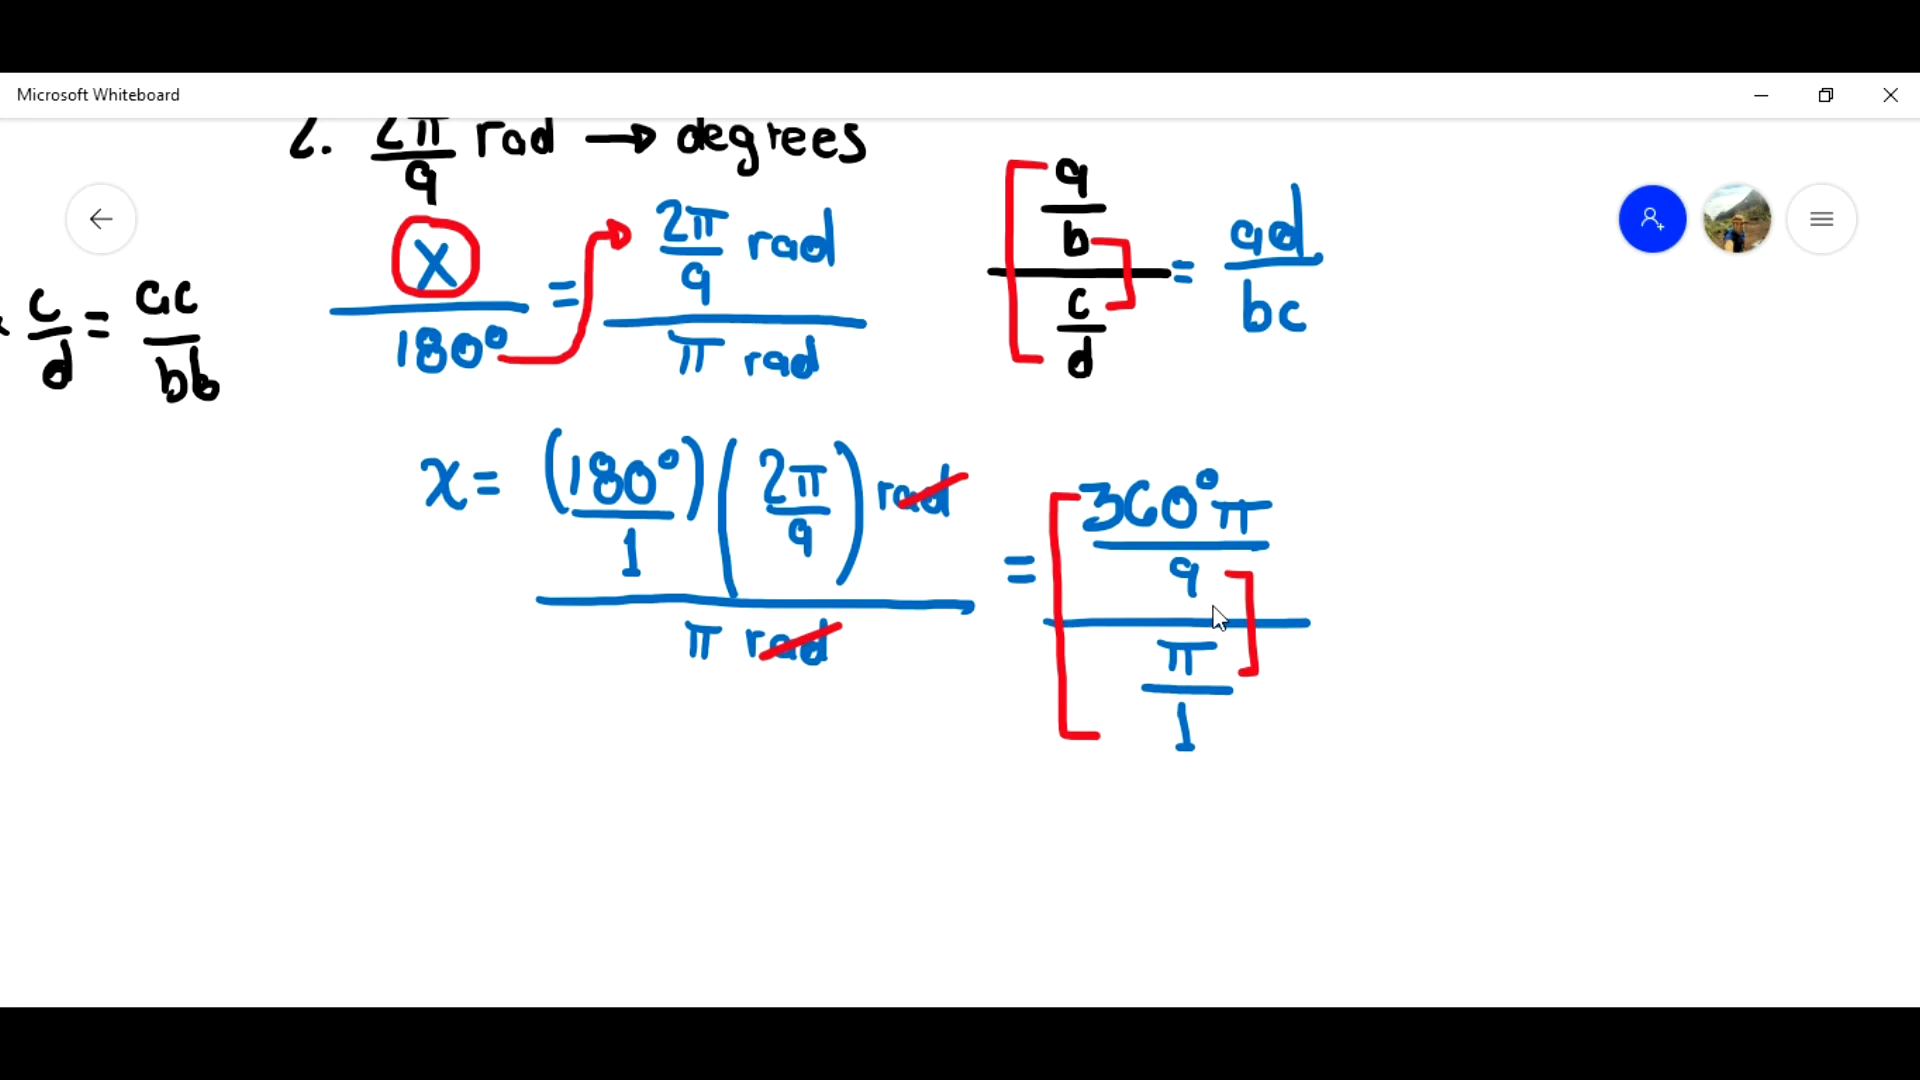 Microsoft Whiteboard
2. 2π/9 rad → degrees
c/d = ac/bb
x/180° = (2π/9 rad)/(π rad)
(a/b)/(c/d) = ad/bc
x = (180°/1)(2π/9) rad/π rad = (360°π/9)/(π/1)